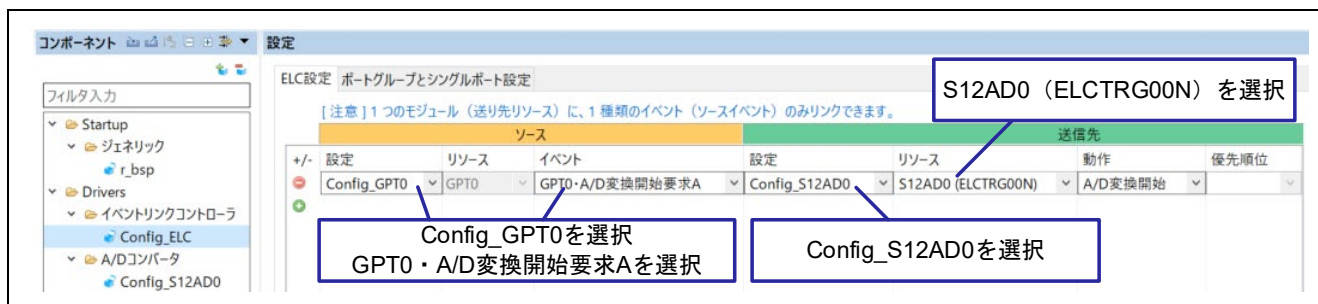 コンポーネント
設定
フィルタ入力
Startup
ジェネリック
r_bsp
Drivers
イベントリンクコントローラ
Config_ELC
A/Dコンバータ
Config_S12AD0
ELC設定 ポートグループとシングルポート設定
[ 注意 ] 1 つのモジュール（送り先リソース）に、1 種類のイベント（ソースイベント）のみリンクできます。
ソース 送信先
+/- 設定 リソース イベント 設定 リソース 動作 優先順位
Config_GPT0 GPT0 GPT0・A/D変換開始要求A Config_S12AD0 S12AD0 (ELCTRG00N) A/D変換開始
S12AD0（ELCTRG00N）を選択
Config_GPT0を選択
GPT0・A/D変換開始要求Aを選択
Config_S12AD0を選択